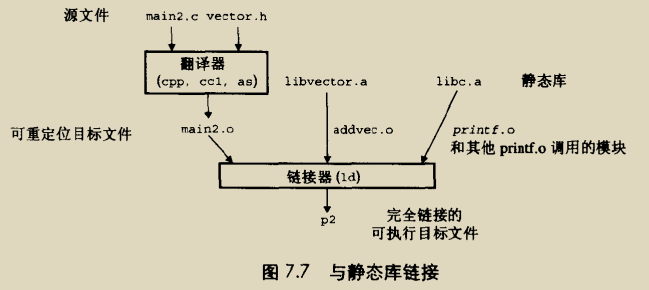 源文件 main2.c vector.h
翻译器
(cpp, cc1, as) libvector.a libc.a 静态库
可重定位目标文件 main2.o addvec.o printf.o
和其他 printf.o 调用的模块
链接器 (ld)
p2 完全链接的
可执行目标文件
图 7.7 与静态库链接